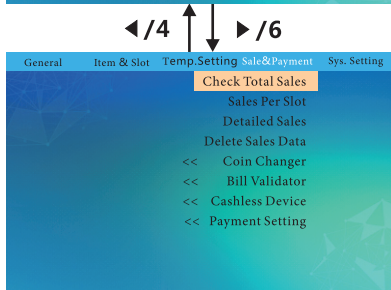 ◀/4 ▶/6
General Item & Slot Temp.Setting Sale&Payment Sys. Setting
Check Total Sales
Sales Per Slot
Detailed Sales
Delete Sales Data
<< Coin Changer
<< Bill Validator
<< Cashless Device
<< Payment Setting